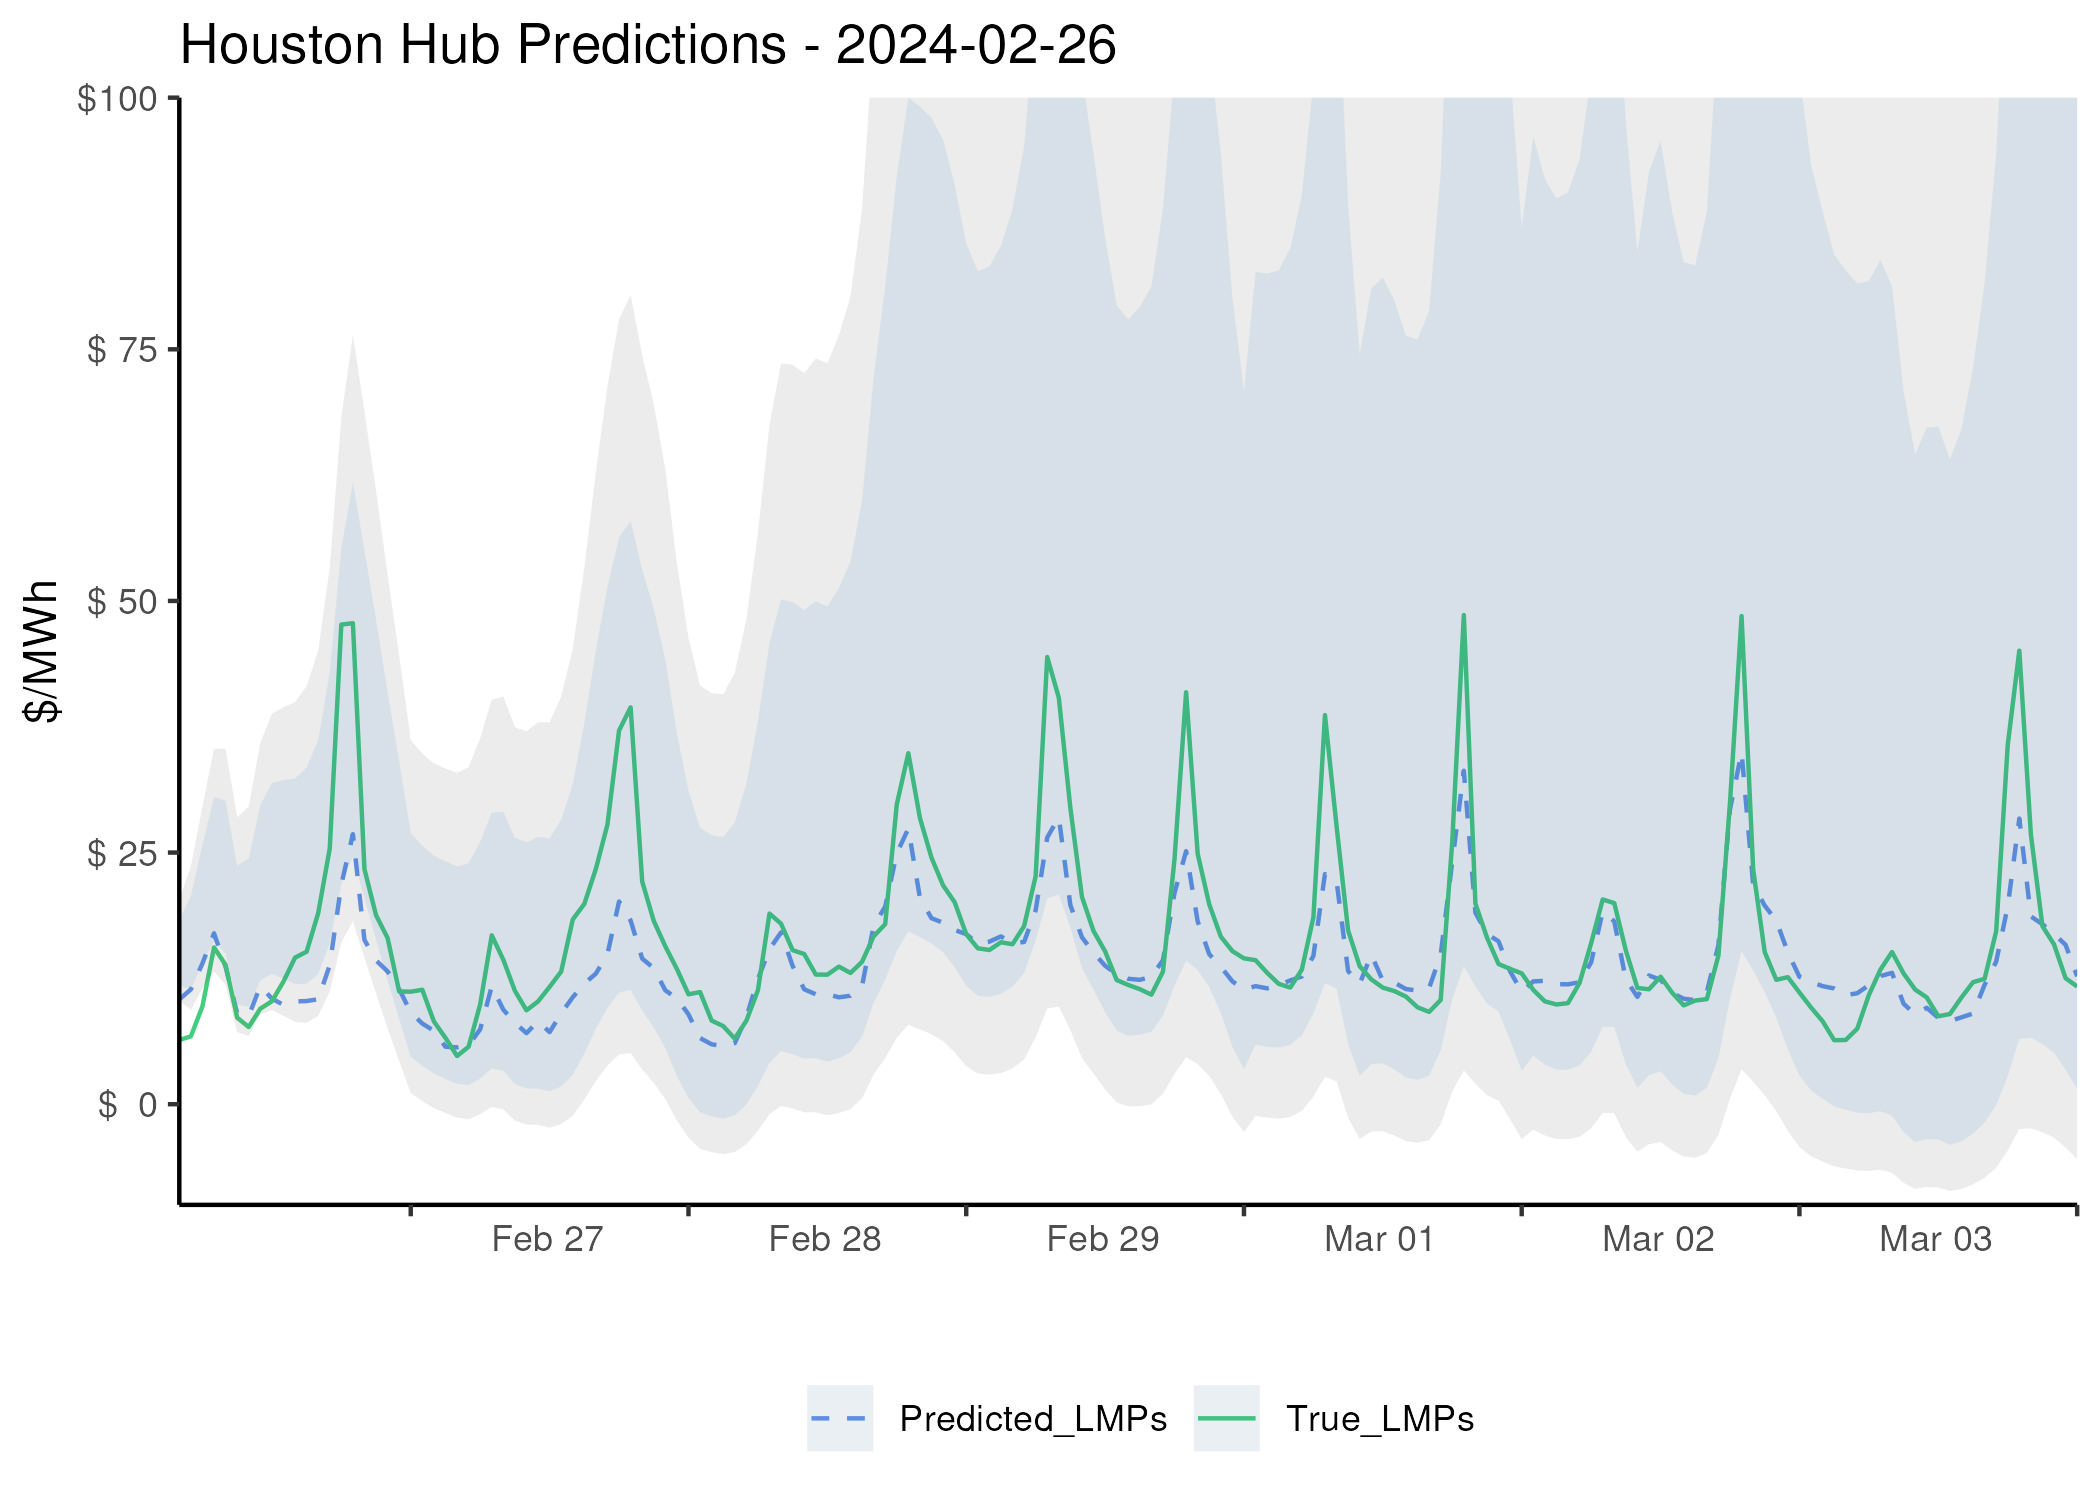 Houston Hub Predictions - 2024-02-26
$100
$ 75
$ 50
$ 25
$  0
$/MWh
Feb 27 Feb 28 Feb 29 Mar 01 Mar 02 Mar 03
Predicted_LMPs True_LMPs